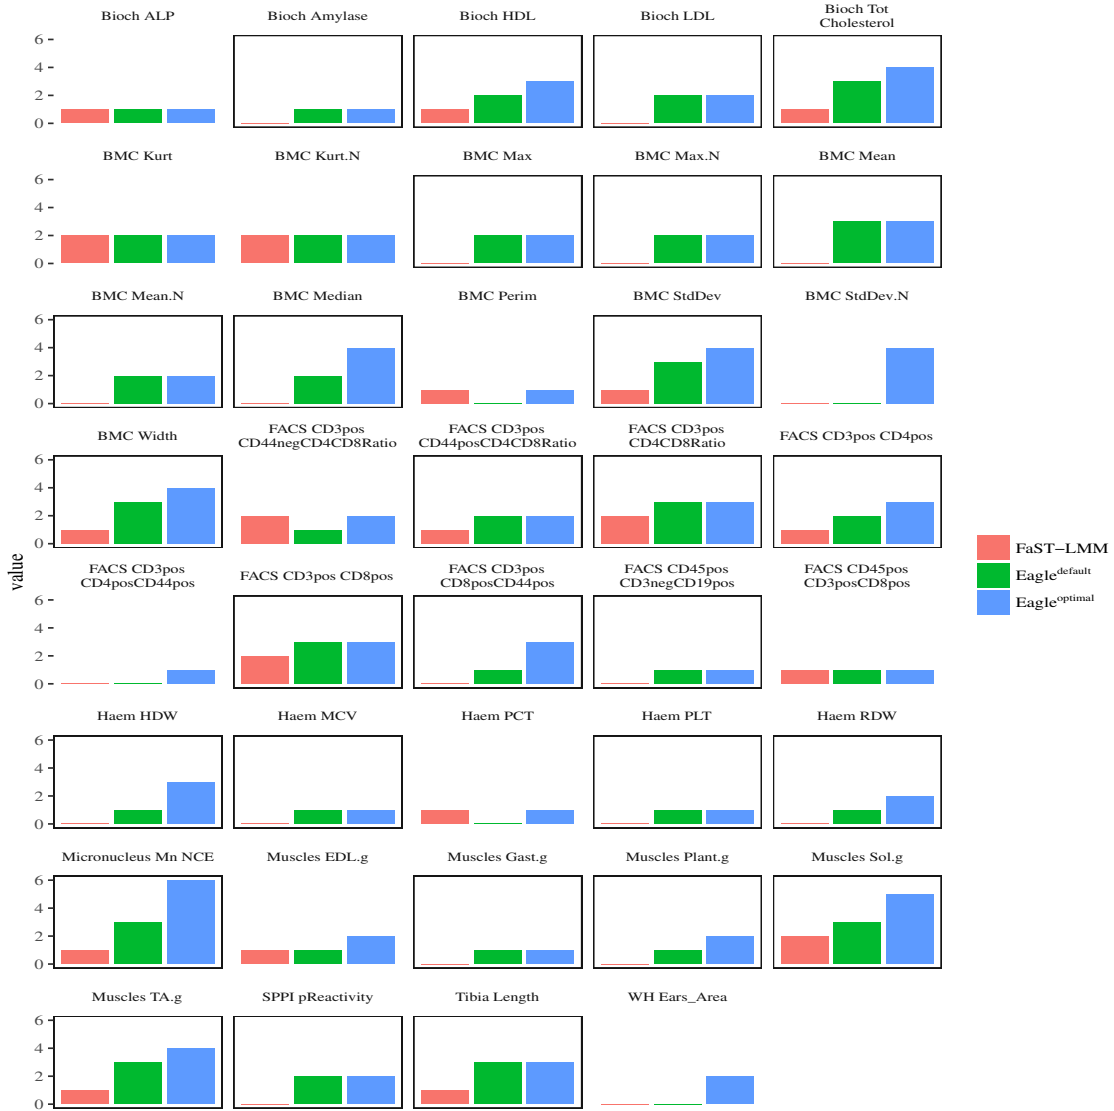 Bioch ALP
Bioch Amylase
Bioch HDL
Bioch LDL
Bioch Tot
Cholesterol
6
4
2
0
BMC Kurt
BMC Kurt.N
BMC Max
BMC Max.N
BMC Mean
6
4
2
0
BMC Mean.N
BMC Median
BMC Perim
BMC StdDev
BMC StdDev.N
6
4
2
0
BMC Width
FACS CD3pos
CD44negCD4CD8Ratio
FACS CD3pos
CD44posCD4CD8Ratio
FACS CD3pos
CD4CD8Ratio
FACS CD3pos CD4pos
6
4
2
0
value
FACS CD3pos
CD4posCD44pos
FACS CD3pos CD8pos
FACS CD3pos
CD8posCD44pos
FACS CD45pos
CD3negCD19pos
FACS CD45pos
CD3posCD8pos
6
4
2
0
Haem HDW
Haem MCV
Haem PCT
Haem PLT
Haem RDW
6
4
2
0
Micronucleus Mn NCE
Muscles EDL.g
Muscles Gast.g
Muscles Plant.g
Muscles Sol.g
6
4
2
0
Muscles TA.g
SPPI pReactivity
Tibia Length
WH Ears_Area
6
4
2
0
FaST−LMM
Eagle^default
Eagle^optimal